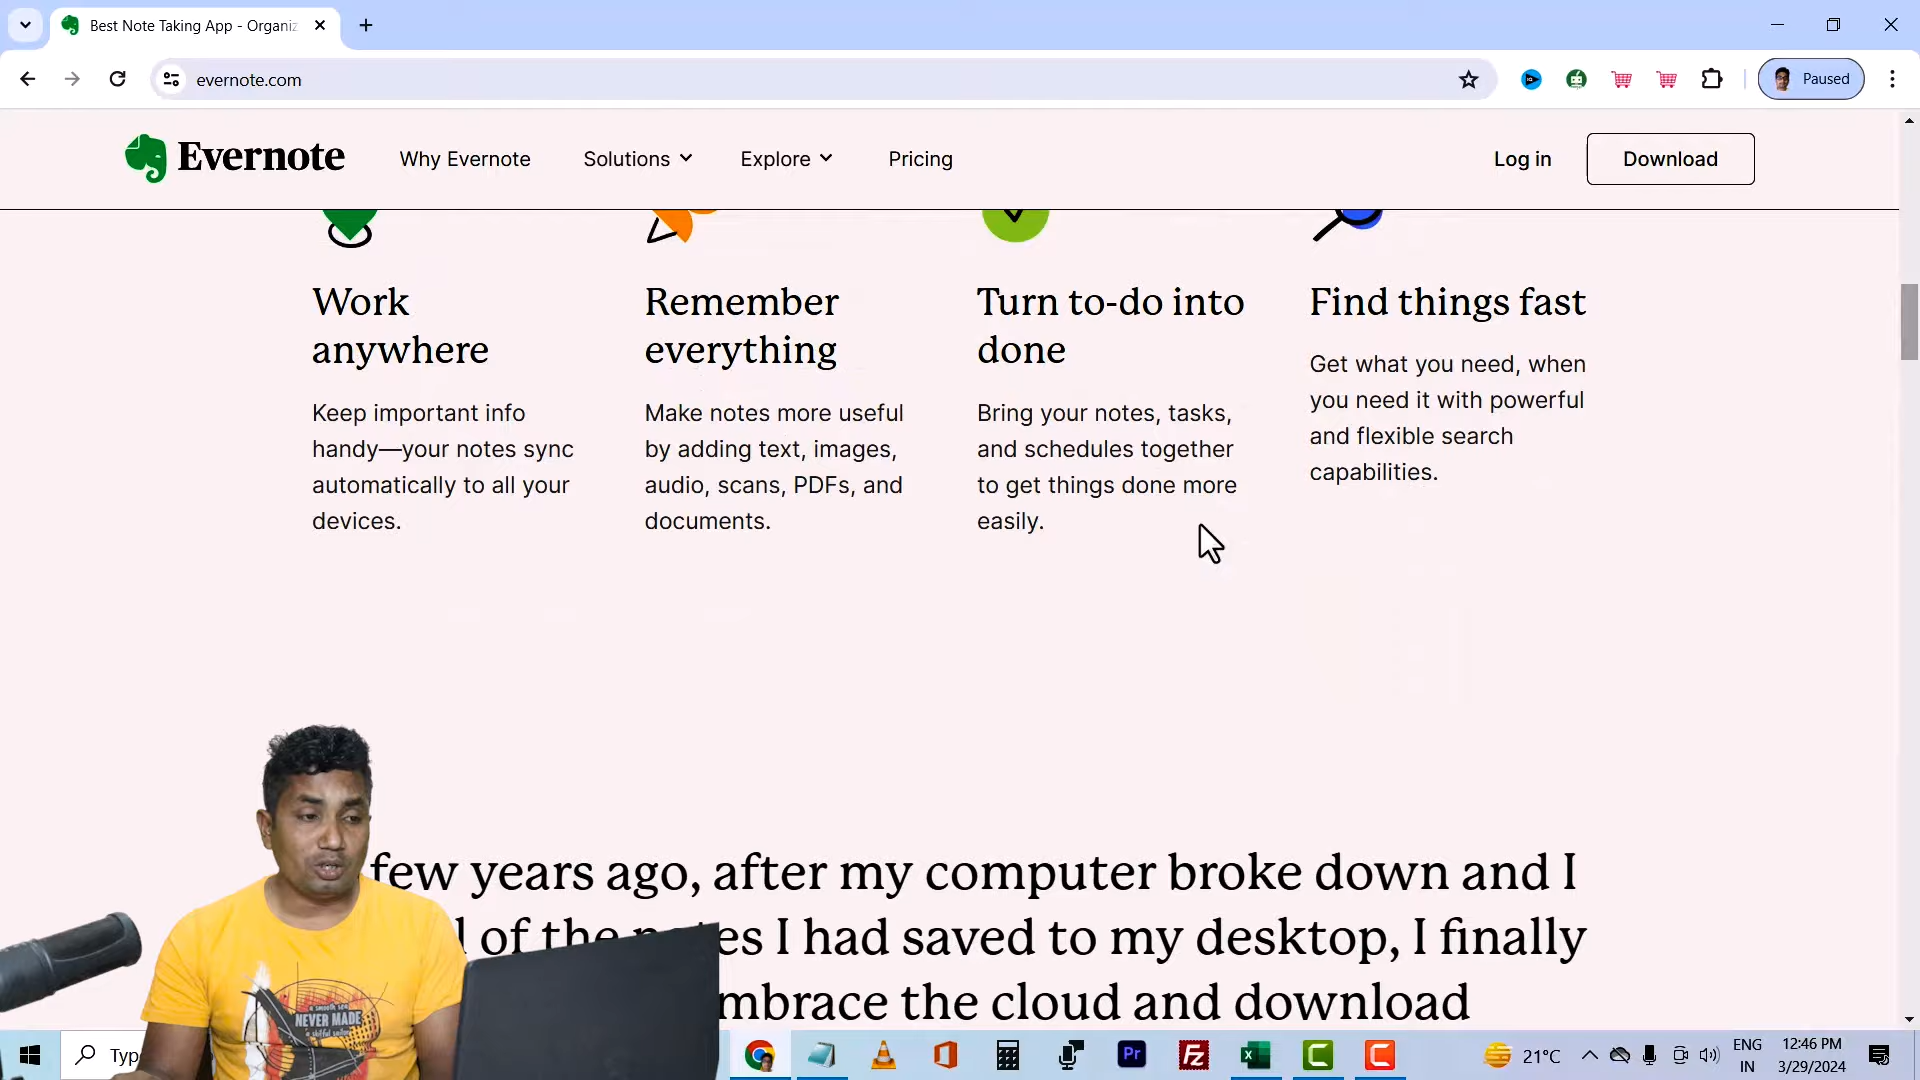 Best Note Taking App - Organiz
evernote.com
Paused
Evernote
Why Evernote
Solutions
Explore
Pricing
Log in
Download
Work
anywhere
Keep important info
handy—your notes sync
automatically to all your
devices.
Remember
everything
Make notes more useful
by adding text, images,
audio, scans, PDFs, and
documents.
Turn to-do into
done
Bring your notes, tasks,
and schedules together
to get things done more
easily.
Find things fast
Get what you need, when
you need it with powerful
and flexible search
capabilities.
few years ago, after my computer broke down and I
of the notes I had saved to my desktop, I finally
mbrace the cloud and download
NEVER MADE
Typ
Pr
Fz
21°C
ENG
IN
12:46 PM
3/29/2024